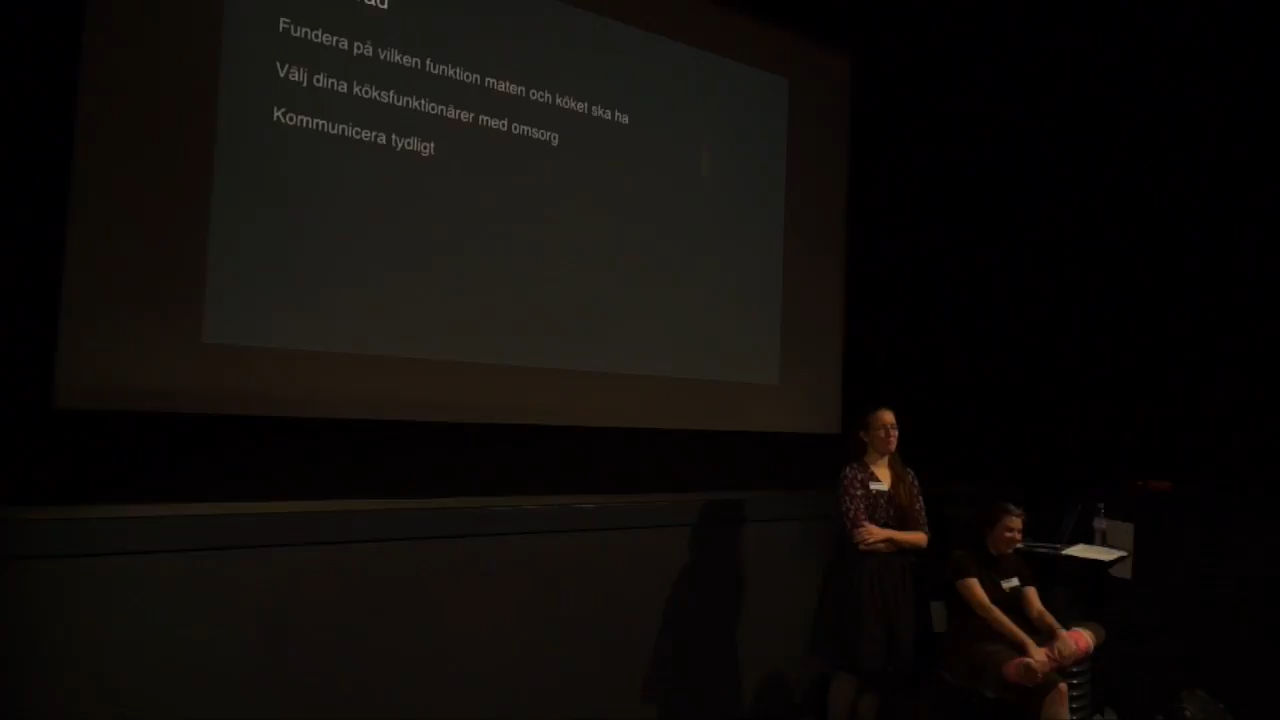 Fundera på vilken funktion maten och köket ska ha
Välj dina köksfunktionärer med omsorg
Kommunicera tydligt